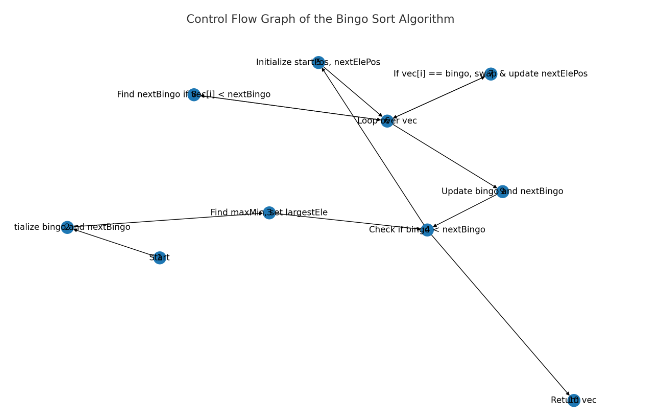 Control Flow Graph of the Bingo Sort Algorithm
Initialize startPos, nextElePos
If vec[i] == bingo, swap & update nextElePos
Find nextBingo if vec[i] < nextBingo
Loop over vec
Update bingo and nextBingo
Find maxMin, set largestEle
tialize bingo and nextBingo
Check if bingo < nextBingo
Start
Return vec